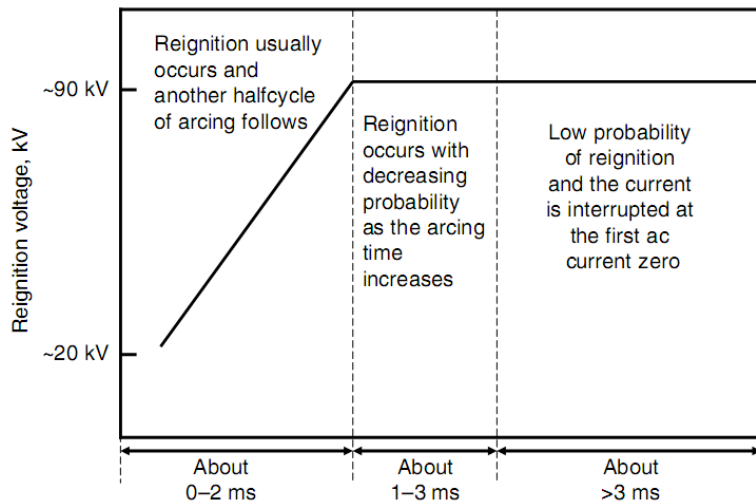 Reignition usually
occurs and
another halfcycle
of arcing follows
~90 kV
Reignition
occurs with
decreasing
probability
as the arcing
time
increases
Low probability
of reignition
and the current
is interrupted at
the first ac
current zero
Reignition voltage, kV
~20 kV
About
0–2 ms
About
1–3 ms
About
>3 ms